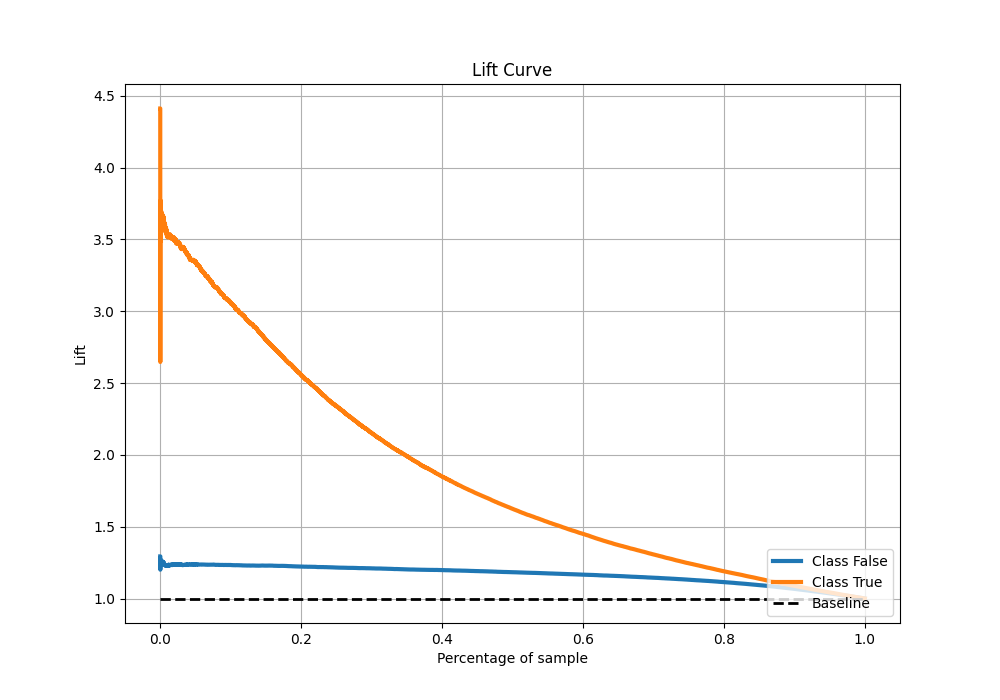 Lift Curve
Lift
4.5
4.0
3.5
3.0
2.5
2.0
1.5
1.0
0.0 0.2 0.4 0.6 0.8 1.0
Percentage of sample
Class False
Class True
Baseline